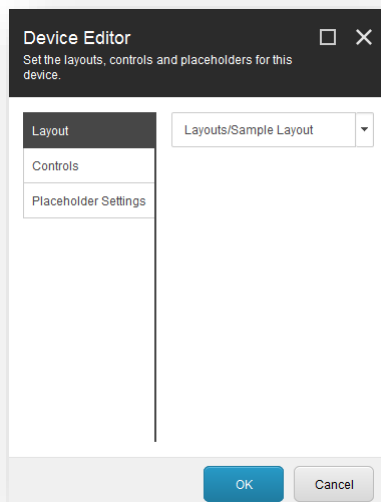 Device Editor
Set the layouts, controls and placeholders for this
device.
Layout
Layouts/Sample Layout
Controls
Placeholder Settings
OK
Cancel